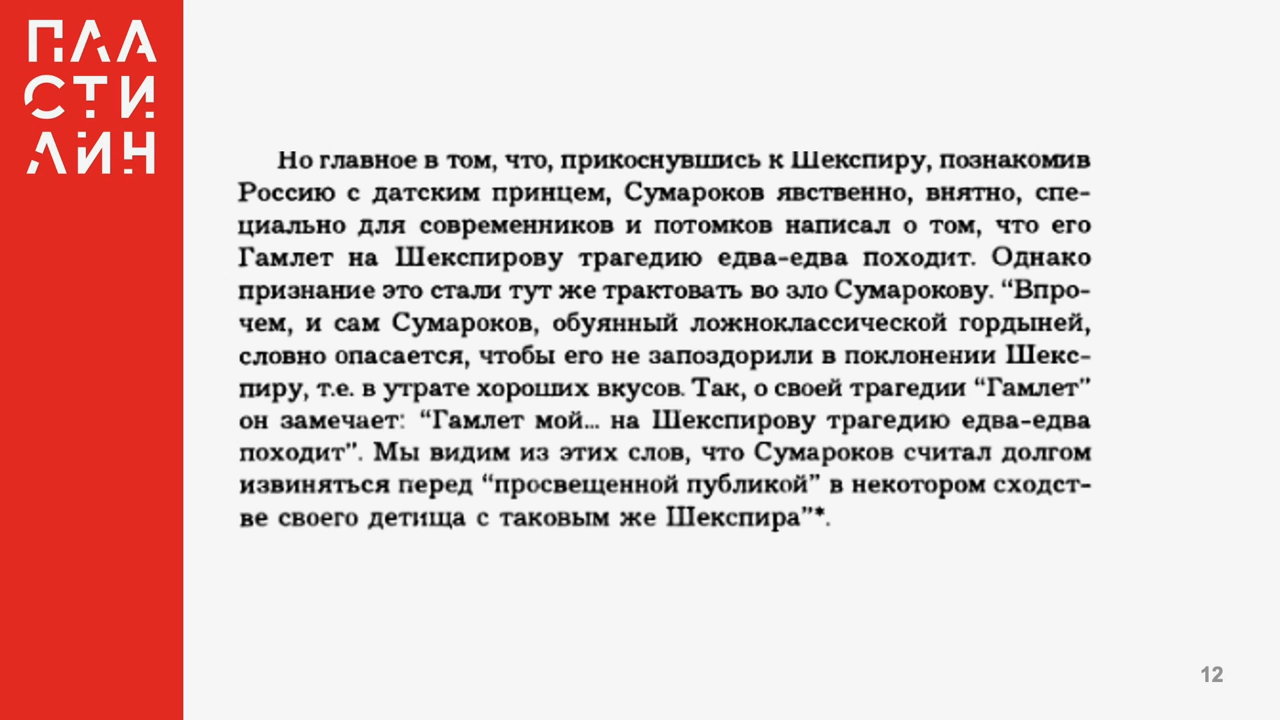 ПЛА
СТИ
ЛИН
Но главное в том, что, прикоснувшись к Шекспиру, познакомив
Россию с датским принцем, Сумароков явственно, внятно, спе-
циально для современников и потомков написал о том, что его
Гамлет на Шекспирову трагедию едва-едва походит. Однако
признание это стали тут же трактовать во зло Сумарокову. “Впро-
чем, и сам Сумароков, обуянный ложноклассической гордыней,
словно опасается, чтобы его не запоздорили в поклонении Шекс-
пиру, т.е. в утрате хороших вкусов. Так, о своей трагедии “Гамлет”
он замечает: “Гамлет мой... на Шекспирову трагедию едва-едва
походит”. Мы видим из этих слов, что Сумароков считал долгом
извиняться перед “просвещенной публикой” в некотором сходст-
ве своего детища с таковым же Шекспира”*.
12